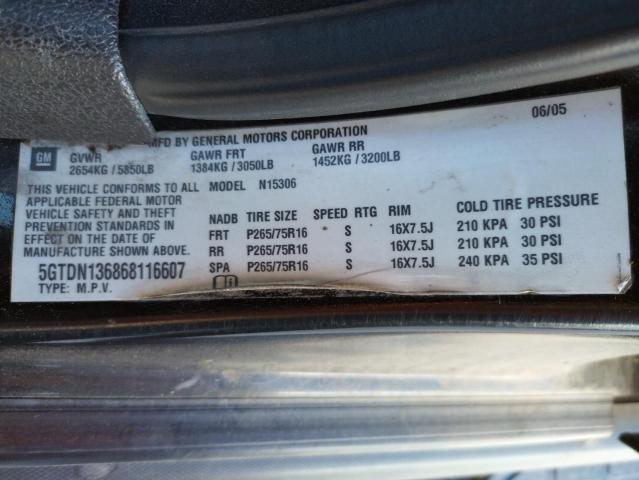 06/05
MFD BY GENERAL MOTORS CORPORATION
GM
GVWR GAWR FRT GAWR RR
2654KG / 5850LB 1384KG / 3050LB 1452KG / 3200LB
THIS VEHICLE CONFORMS TO ALL MODEL N15306
APPLICABLE FEDERAL MOTOR
VEHICLE SAFETY AND THEFT
PREVENTION STANDARDS IN
EFFECT ON THE DATE OF
MANUFACTURE SHOWN ABOVE.
NADB TIRE SIZE SPEED RTG RIM COLD TIRE PRESSURE
FRT P265/75R16 S 16X7.5J 210 KPA 30 PSI
RR P265/75R16 S 16X7.5J 210 KPA 30 PSI
SPA P265/75R16 S 16X7.5J 240 KPA 35 PSI
5GTDN136868116607
TYPE: M.P.V.